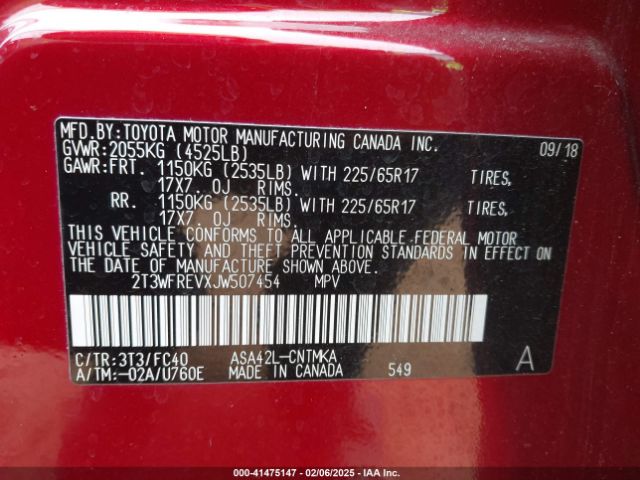 MFD.BY:TOYOTA MOTOR MANUFACTURING CANADA INC. 09/18
GVWR:2055KG (4525LB)
GAWR:FRT. 1150KG (2535LB) WITH 225/65R17 TIRES,
17X7. 0J RIMS.
RR. 1150KG (2535LB) WITH 225/65R17 TIRES,
17X7. 0J RIMS.
THIS VEHICLE CONFORMS TO ALL APPLICABLE FEDERAL MOTOR
VEHICLE SAFETY AND THEFT PREVENTION STANDARDS IN EFFECT ON
THE DATE OF MANUFACTURE SHOWN ABOVE.
2T3WFREVXJW507454 MPV
C/TR:3T3/FC40 ASA42L-CNTMKA A
A/TM:-02A/U760E MADE IN CANADA 549
000-41475147 - 02/06/2025 - IAA Inc.